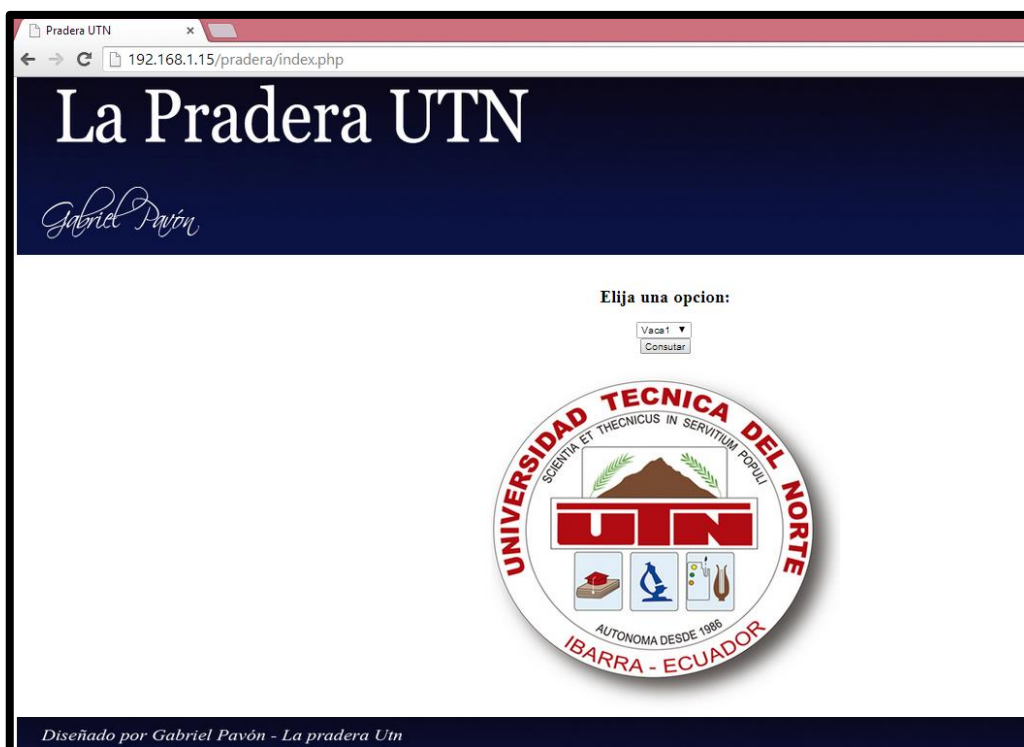 Pradera UTN
192.168.1.15/pradera/index.php
La Pradera UTN
Gabriel Pavón
Elija una opcion:
Vaca1
Consutar
UNIVERSIDAD TECNICA DEL NORTE
SCIENTIA ET THECNICUS IN SERVITIUM POPULI
UTN
AUTONOMA DESDE 1986
IBARRA - ECUADOR
Diseñado por Gabriel Pavón - La pradera Utn